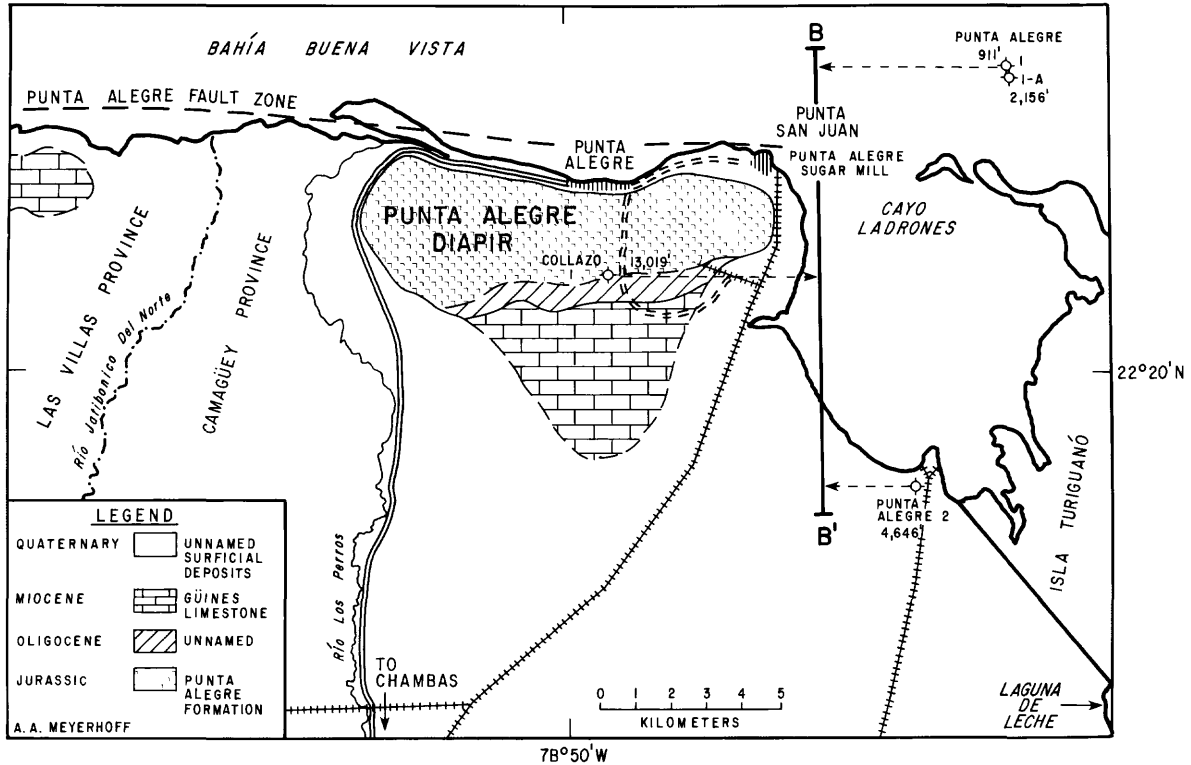 BAHÍA BUENA VISTA
PUNTA ALEGRE
911' 1
1-A
2,156'
B
PUNTA ALEGRE FAULT ZONE
PUNTA
SAN JUAN
PUNTA
ALEGRE
PUNTA ALEGRE
SUGAR MILL
CAYO
LADRONES
PUNTA ALEGRE
DIAPIR
COLLAZO
13,019'
LAS VILLAS PROVINCE
Río Jatibonico Del Norte
CAMAGÜEY PROVINCE
22°20'N
PUNTA
ALEGRE 2
4,646'
B'
ISLA TURIGUANÓ
LEGEND
QUATERNARY UNNAMED
SURFICIAL
DEPOSITS
MIOCENE GÜINES
LIMESTONE
OLIGOCENE UNNAMED
JURASSIC PUNTA
ALEGRE
FORMATION
A.A. MEYERHOFF
Río Los Perros
TO
CHAMBAS
0 1 2 3 4 5
KILOMETERS
LAGUNA
DE
LECHE
78°50'W